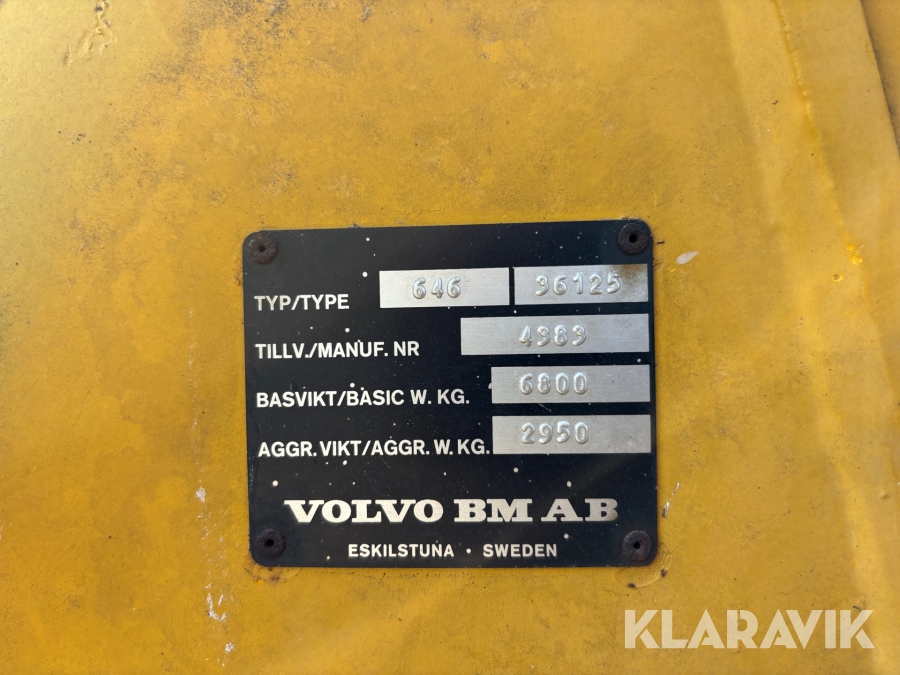 TYP/TYPE 646 36125
TILLV./MANUF. NR 4383
BASVIKT/BASIC W. KG. 6800
AGGR. VIKT/AGGR. W. KG. 2950
VOLVO BM AB
ESKILSTUNA · SWEDEN
KLARAVIK